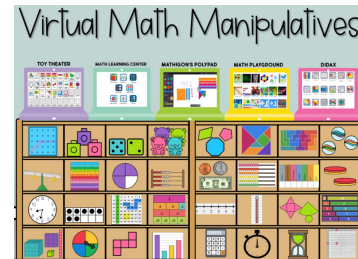 Virtual Math Manipulatives
TOY THEATER
MATH LEARNING CENTER
MATHIGON'S POLYPAD
MATH PLAYGROUND
DIDAX